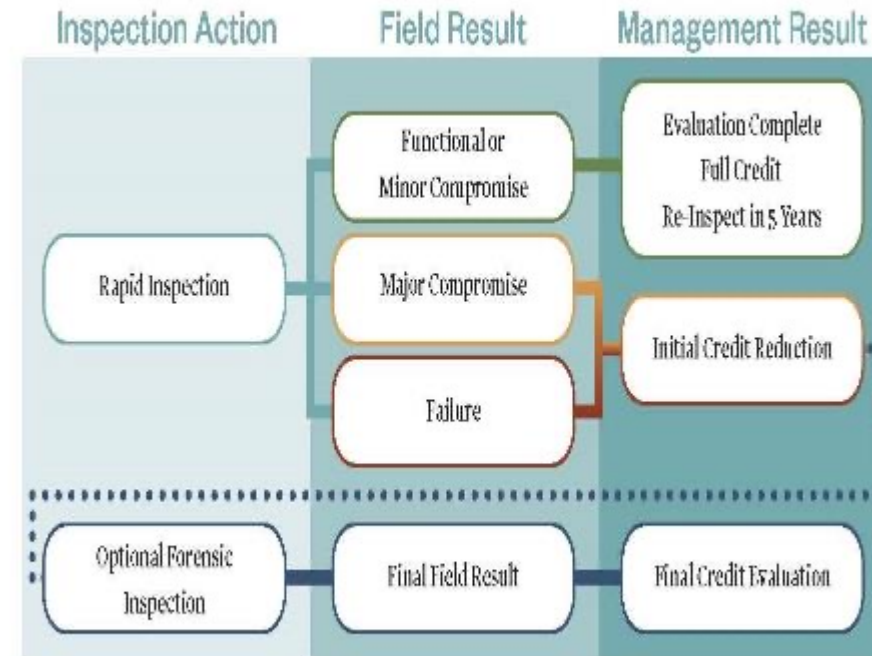 Inspection Action
Field Result
Management Result
Functional or
Minor Compromise
Evaluation Complete
Full Credit
Re-Inspect in 5 Years
Rapid Inspection
Major Compromise
Initial Credit Reduction
Failure
Optional Forensic
Inspection
Final Field Result
Final Credit Evaluation